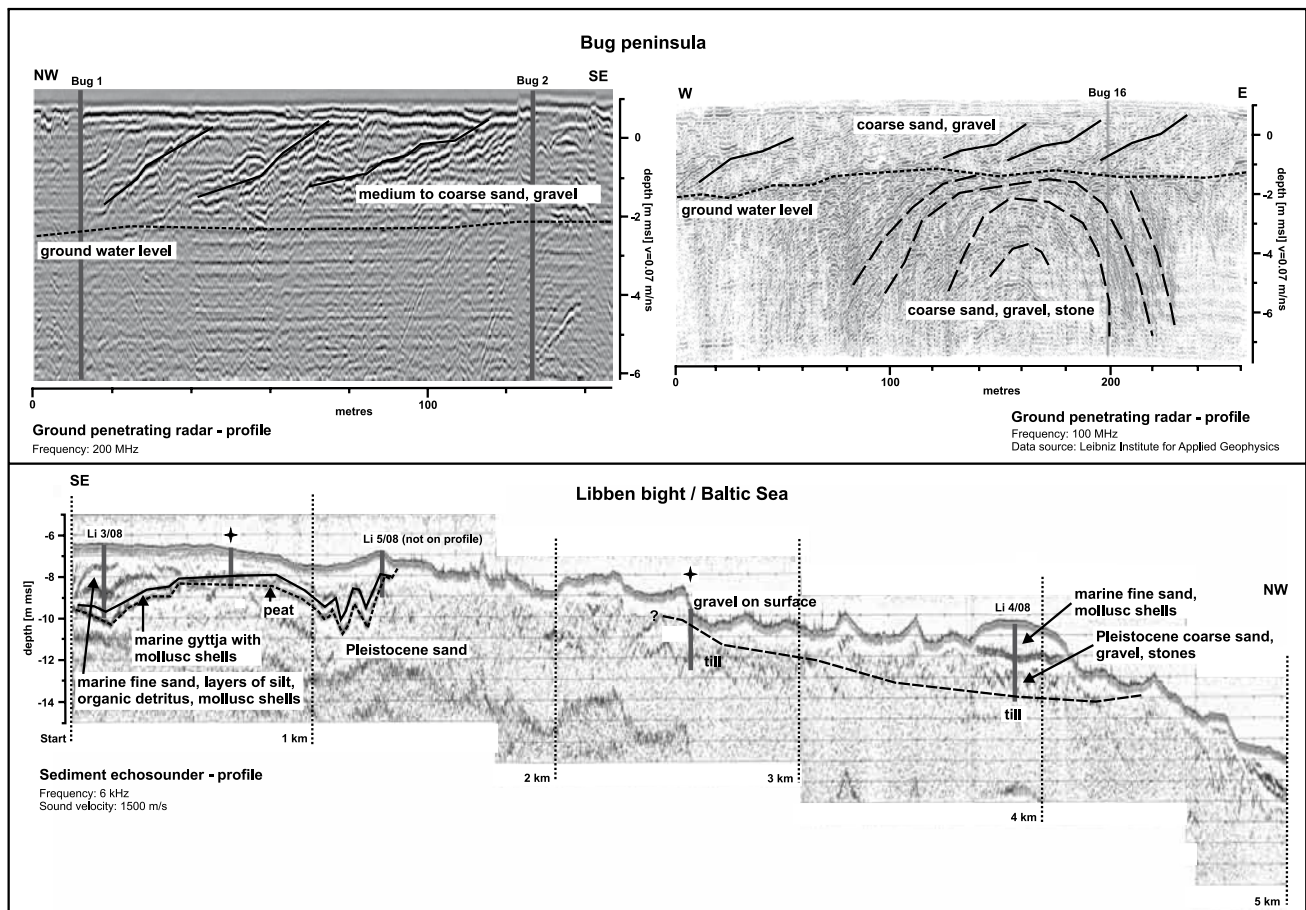 Bug peninsula
NW
Bug 1
Bug 2
SE
0
-2
-4
-6
depth [m msl] v=0.07 m/ns
medium to coarse sand, gravel
ground water level
0
100
metres
Ground penetrating radar - profile
Frequency: 200 MHz
W
Bug 16
E
coarse sand, gravel
0
-2
-4
-6
depth [m msl] v=0.07 m/ns
ground water level
coarse sand, gravel, stone
0
100
200
metres
Ground penetrating radar - profile
Frequency: 100 MHz
Data source: Leibniz Institute for Applied Geophysics
SE
Libben bight / Baltic Sea
NW
-6
-8
-10
-12
-14
depth [m msl]
Li 3/08
Li 5/08 (not on profile)
peat
marine gyttja with
mollusc shells
Pleistocene sand
marine fine sand, layers of silt,
organic detritus, mollusc shells
?
gravel on surface
till
Li 4/08
marine fine sand,
mollusc shells
Pleistocene coarse sand,
gravel, stones
till
Start
1 km
2 km
3 km
4 km
5 km
Sediment echosounder - profile
Frequency: 6 kHz
Sound velocity: 1500 m/s